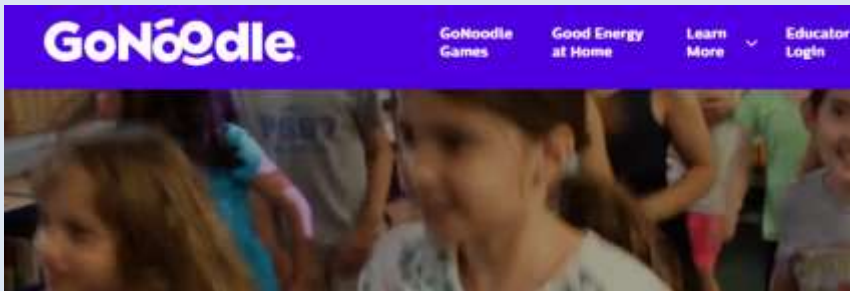 GoNoodle
GoNoodle Games
Good Energy at Home
Learn More
Educator Login